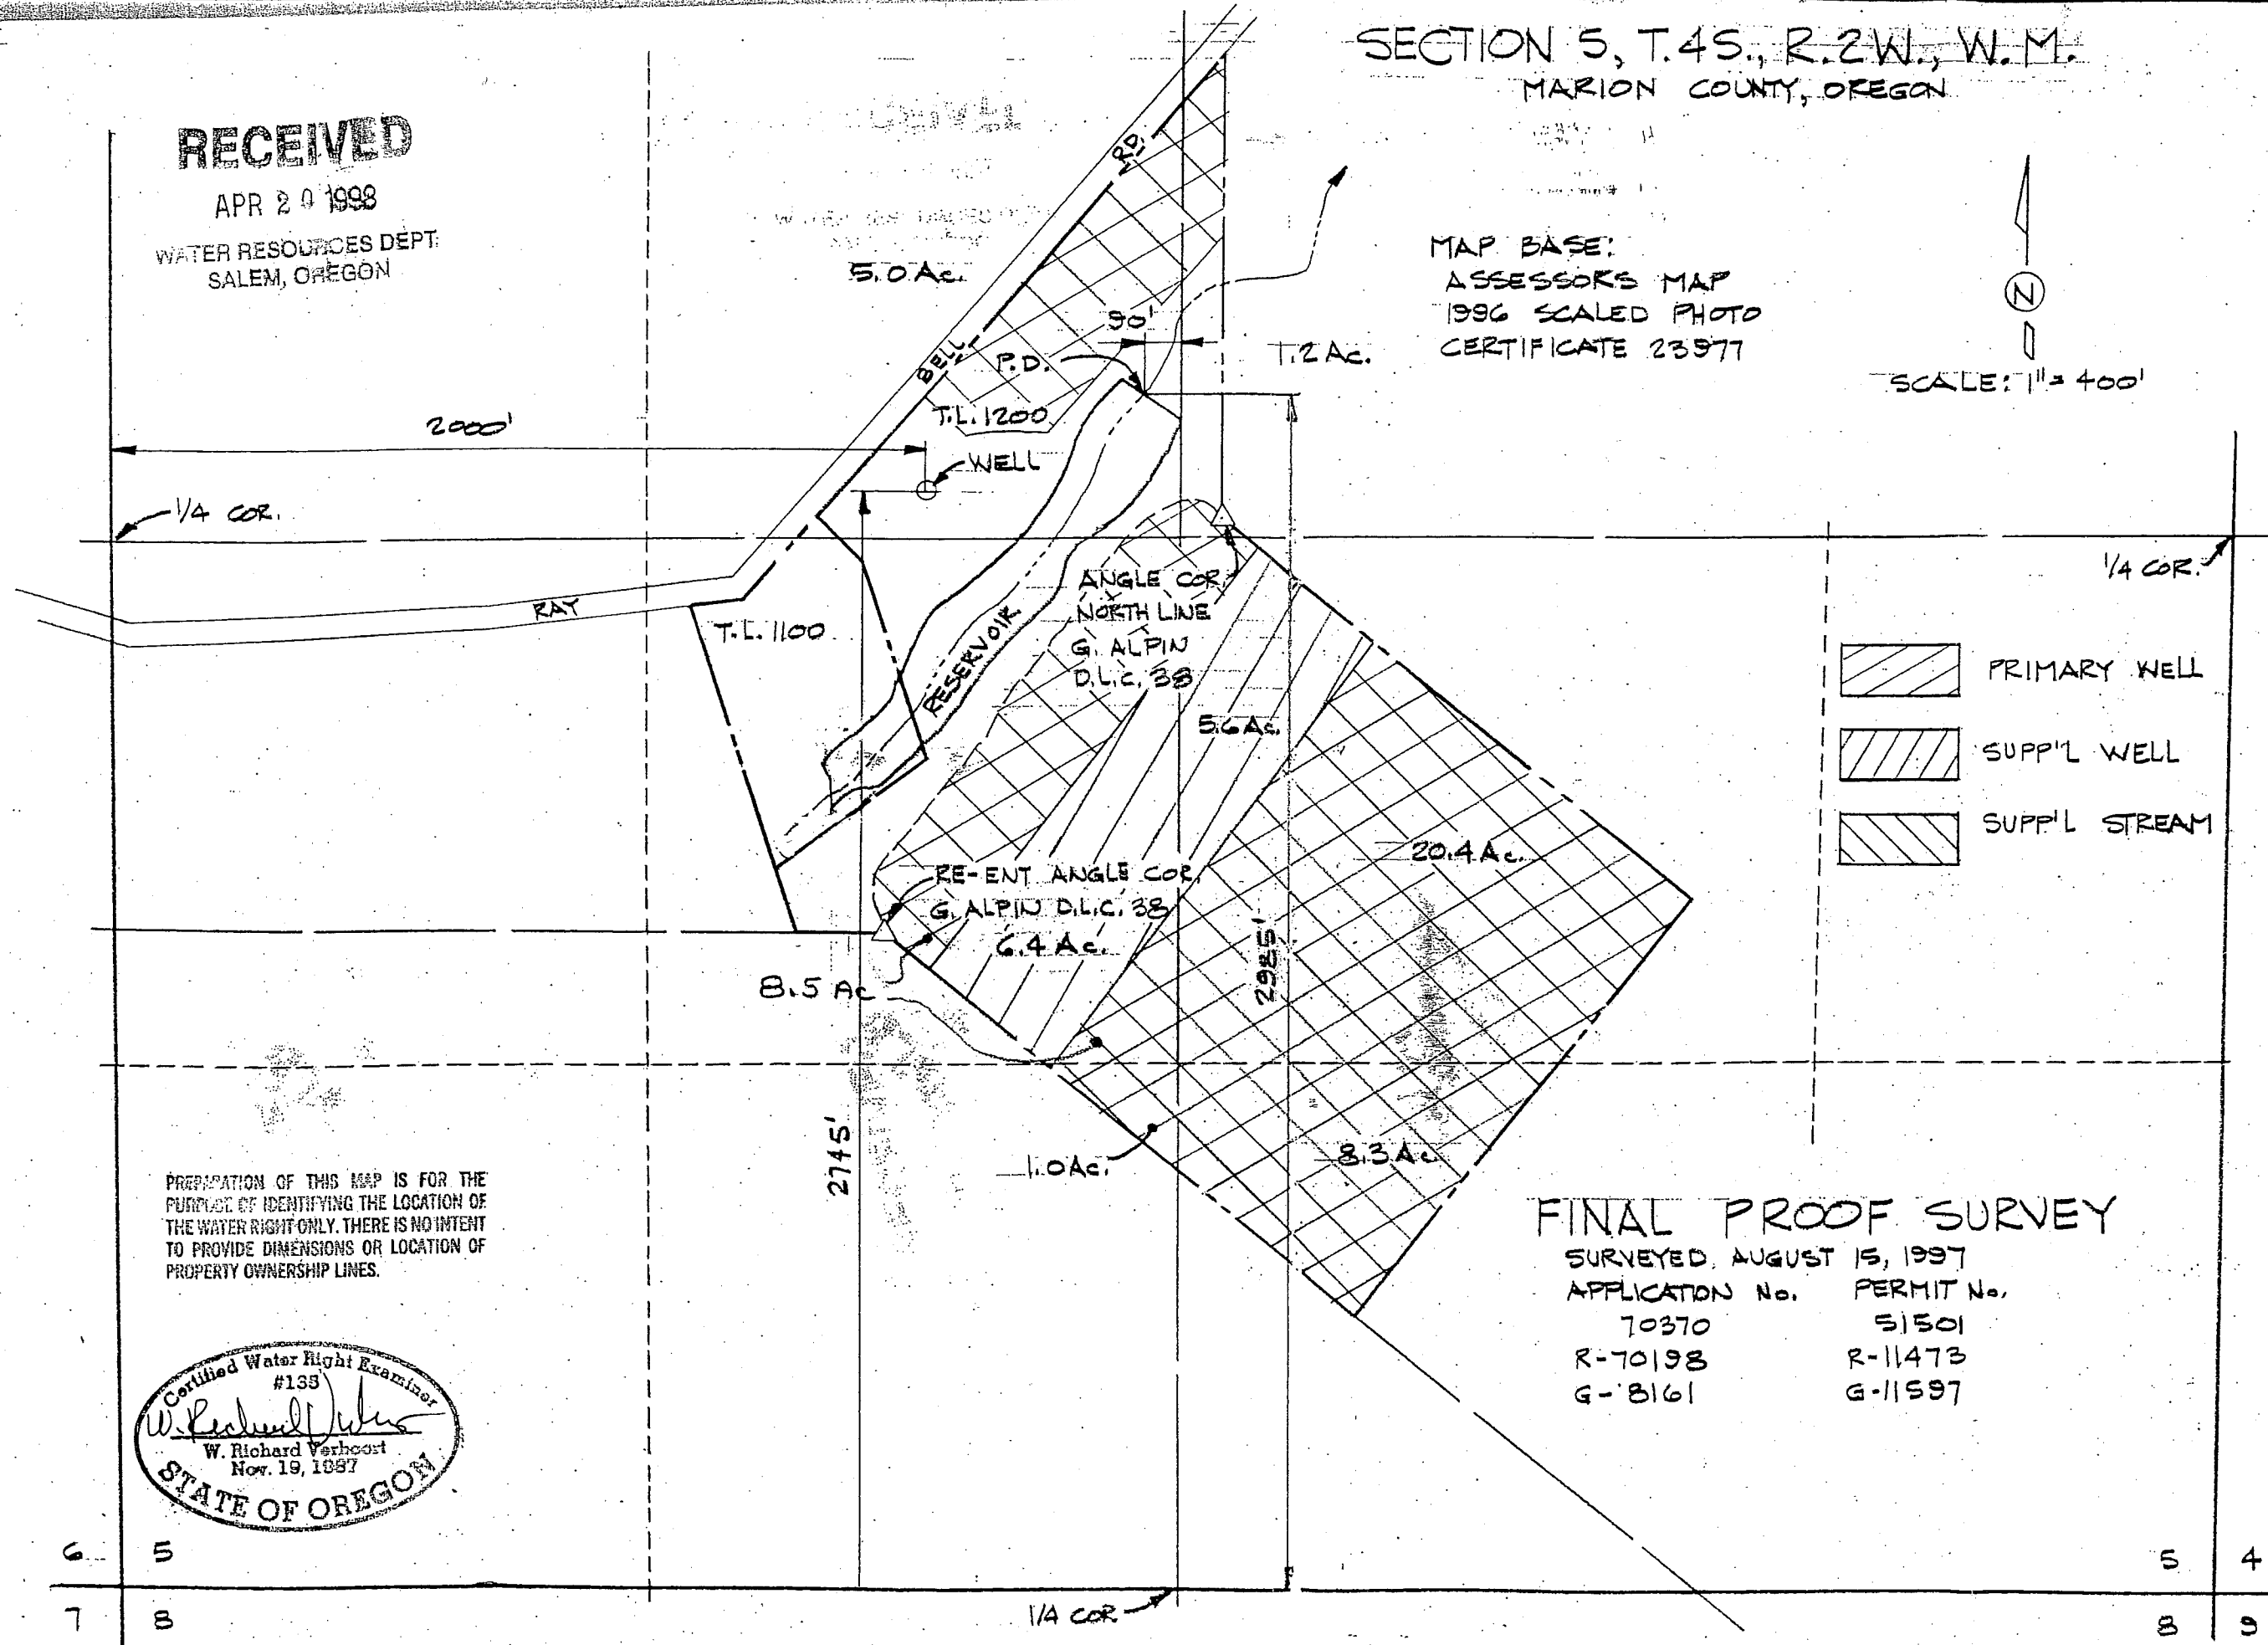 SECTION 5, T.4S., R.2W., W.M.
MARION COUNTY, OREGON
RECEIVED
APR 20 1998
WATER RESOURCES DEPT.
SALEM, OREGON
5.0 Ac.
RD.
BELL
90'
P.D.
T.L. 1200
1.2 Ac.
MAP BASE:
ASSESSORS MAP
1996 SCALED PHOTO
CERTIFICATE 23977
N
SCALE: 1"=400'
2000'
WELL
1/4 COR.
1/4 COR.
RAY
T.L. 1100
RESERVOIR
ANGLE COR.
NORTH LINE
G. ALPIN
D.L.C. 38
5.6 Ac.
PRIMARY WELL
SUPP'L WELL
SUPP'L STREAM
20.4 Ac.
RE-ENT ANGLE COR.
G. ALPIN D.L.C. 38
6.4 Ac.
8.5 Ac
2985'
2745'
1.0 Ac.
8.3 Ac.
PREPARATION OF THIS MAP IS FOR THE
PURPOSE OF IDENTIFYING THE LOCATION OF
THE WATER RIGHT ONLY. THERE IS NO INTENT
TO PROVIDE DIMENSIONS OR LOCATION OF
PROPERTY OWNERSHIP LINES.
FINAL PROOF SURVEY
SURVEYED AUGUST 15, 1997
APPLICATION No. PERMIT No.
70370 51501
R-70198 R-11473
G-8161 G-11597
Certified Water Right Examiner
#138
W. Richard Verboort
Nov. 19, 1987
STATE OF OREGON
6 5
7 8
1/4 COR.
5 4
8 9